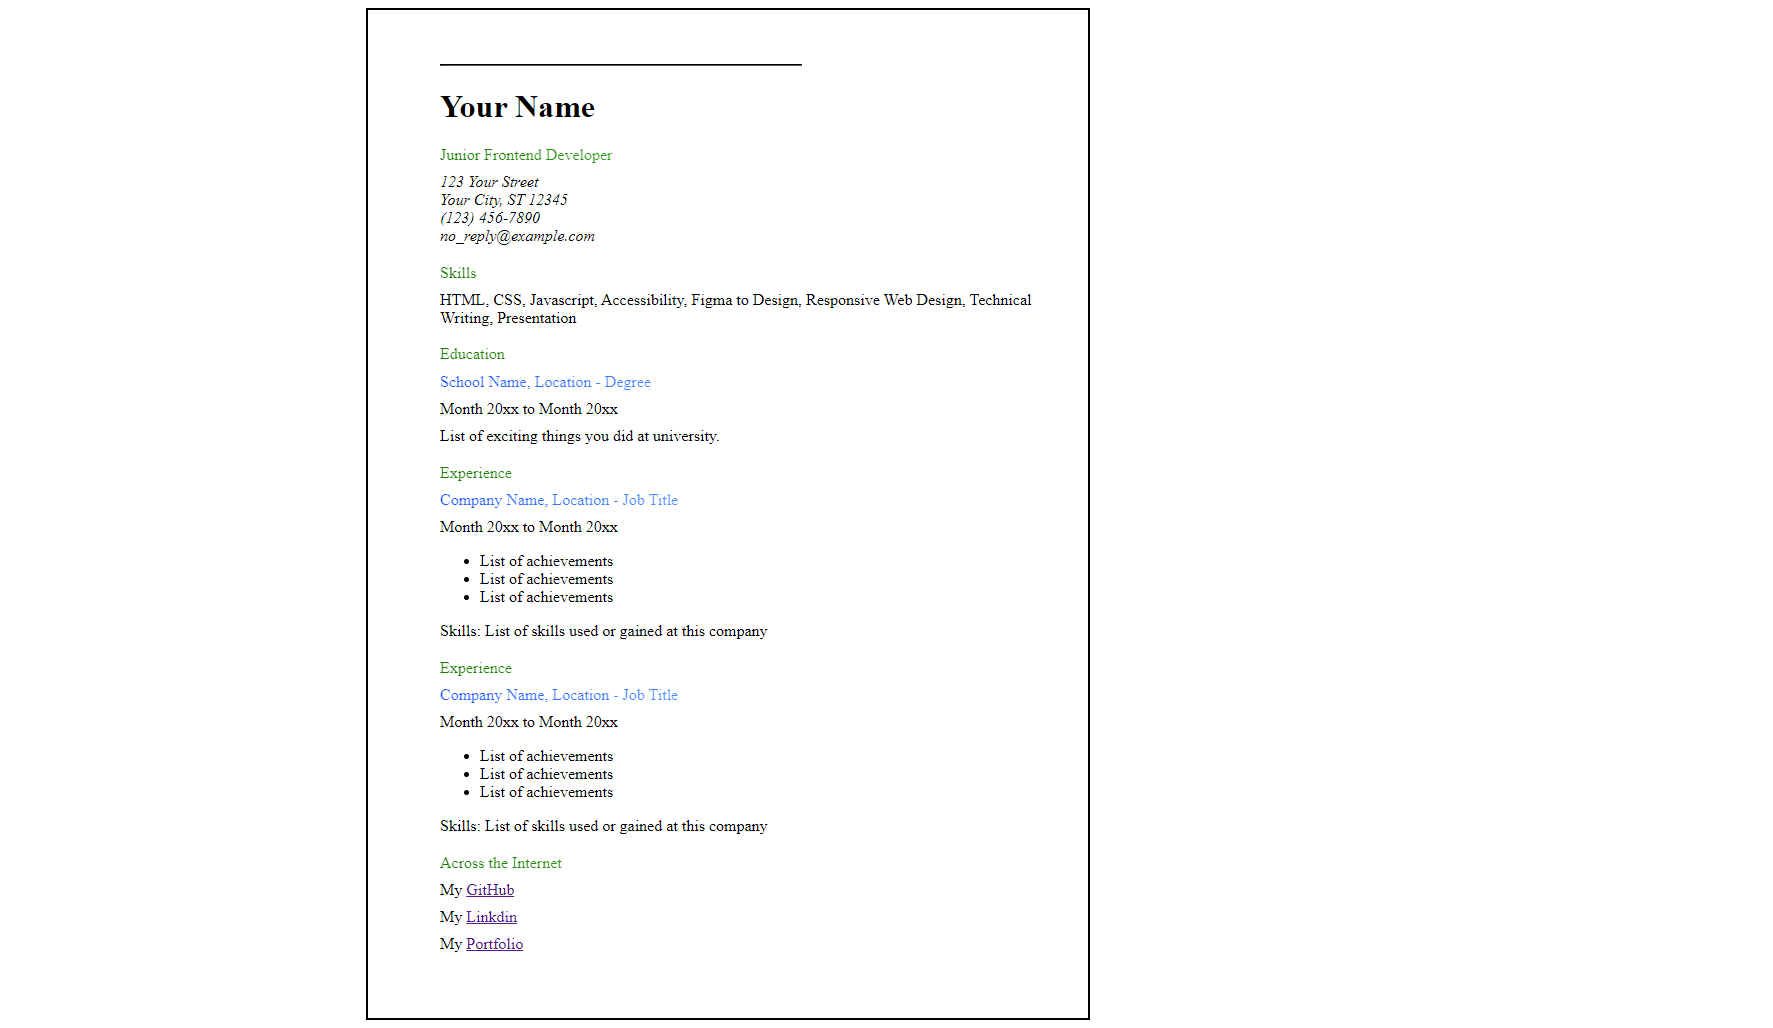 Your Name
Junior Frontend Developer
123 Your Street
Your City, ST 12345
(123) 456-7890
no_reply@example.com
Skills
HTML, CSS, Javascript, Accessibility, Figma to Design, Responsive Web Design, Technical
Writing, Presentation
Education
School Name, Location - Degree
Month 20xx to Month 20xx
List of exciting things you did at university.
Experience
Company Name, Location - Job Title
Month 20xx to Month 20xx
• List of achievements
• List of achievements
• List of achievements
Skills: List of skills used or gained at this company
Experience
Company Name, Location - Job Title
Month 20xx to Month 20xx
• List of achievements
• List of achievements
• List of achievements
Skills: List of skills used or gained at this company
Across the Internet
My GitHub
My Linkdin
My Portfolio